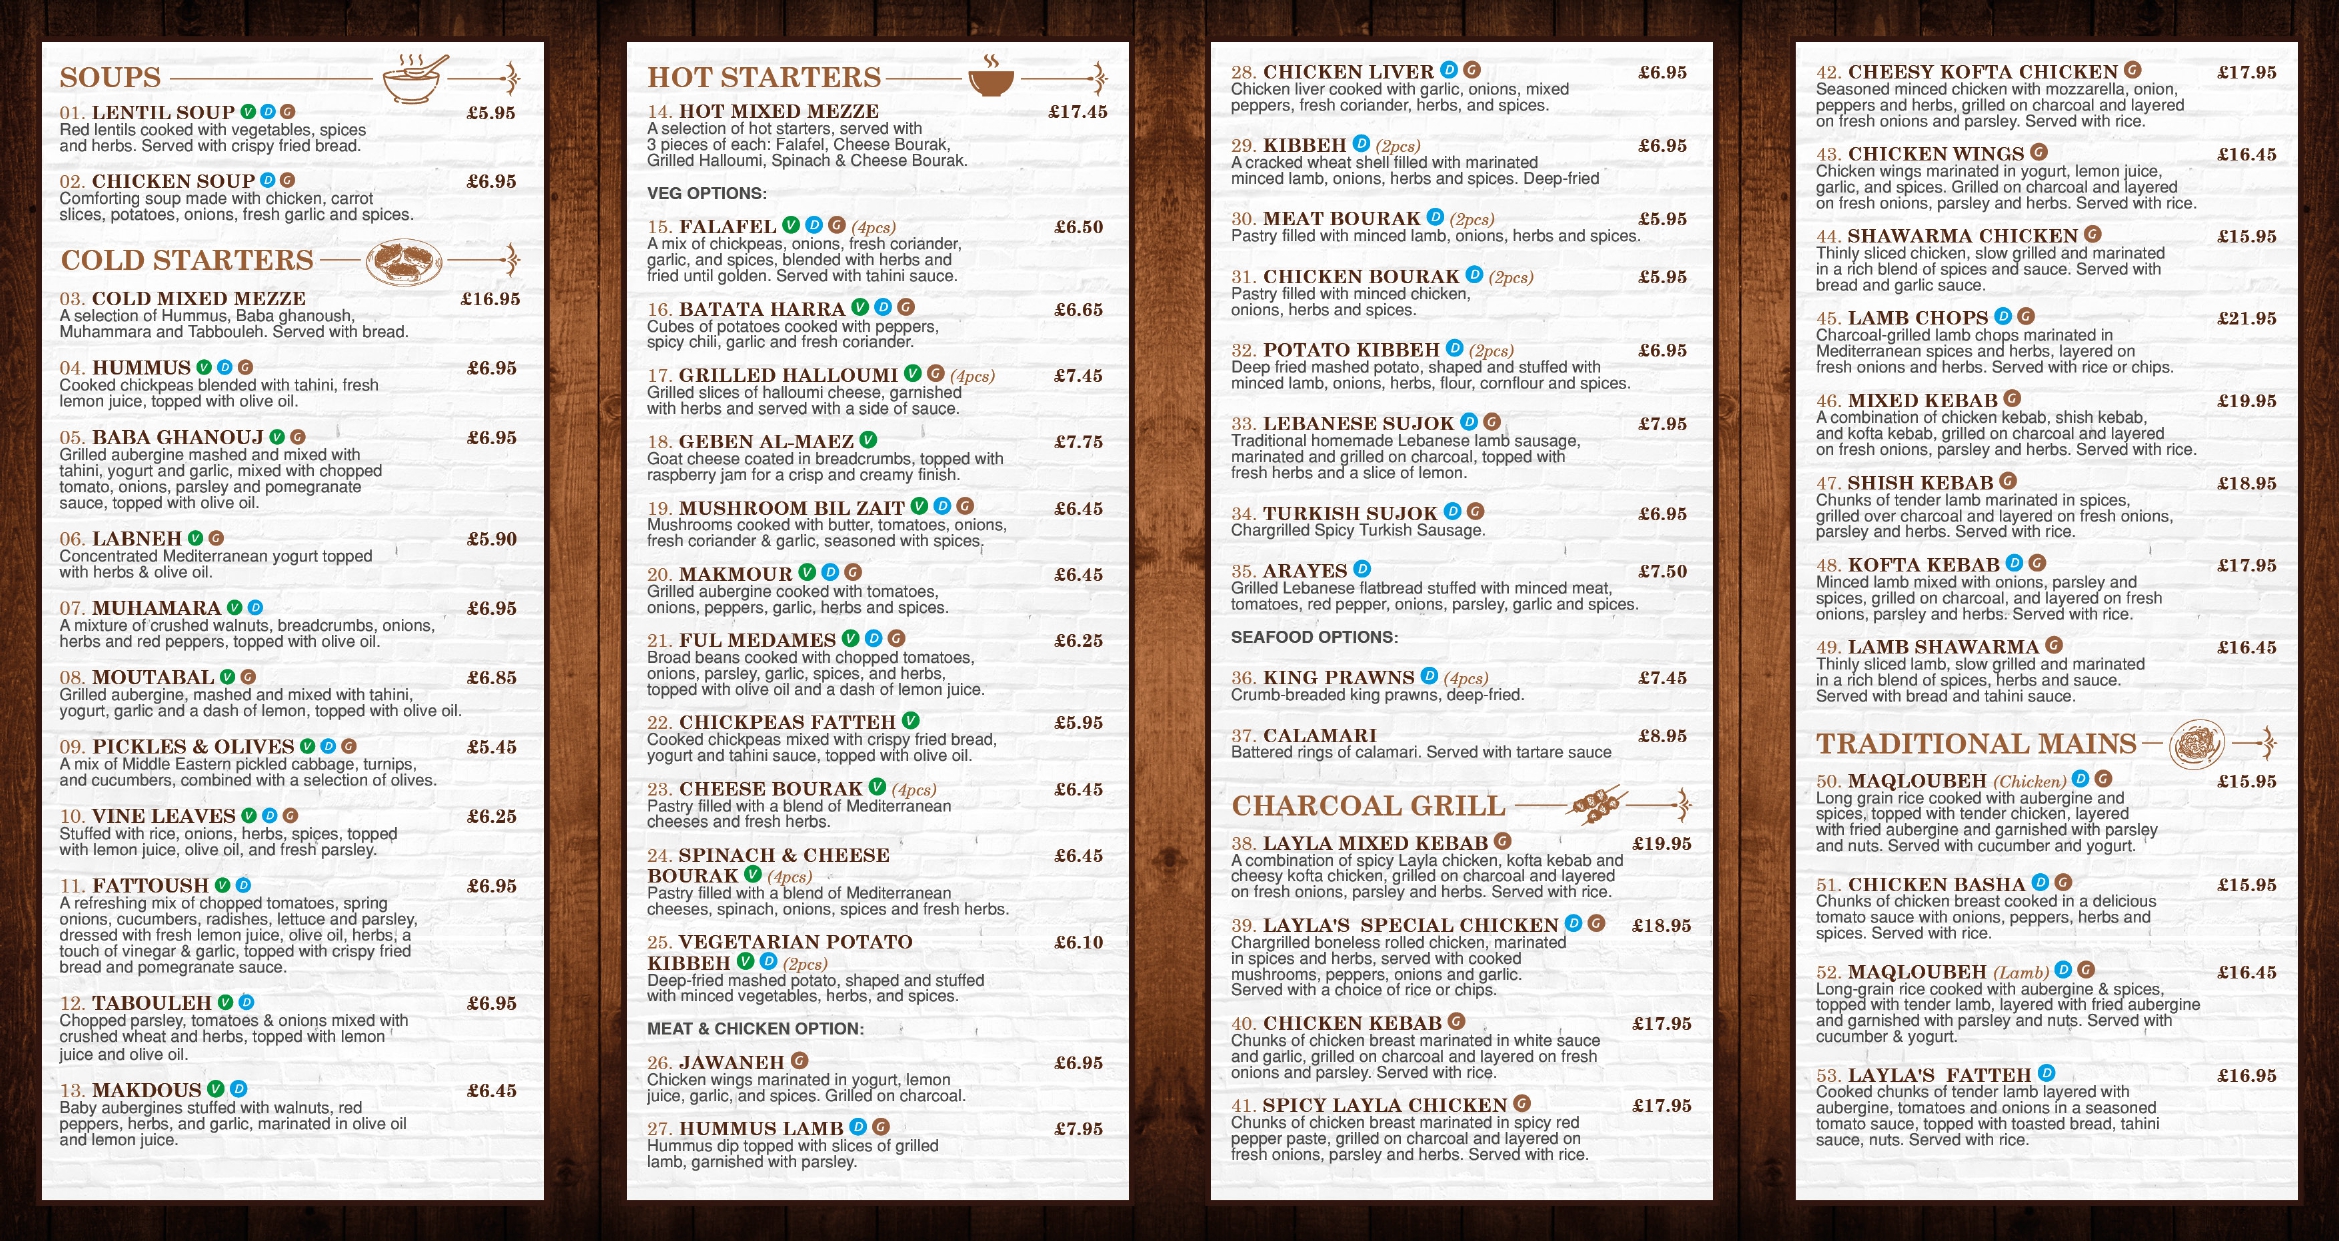 SOUPS
01. LENTIL SOUP V D G £5.95
Red lentils cooked with vegetables, spices
and herbs. Served with crispy fried bread.
02. CHICKEN SOUP D G £6.95
Comforting soup made with chicken, carrot
slices, potatoes, onions, fresh garlic and spices.
COLD STARTERS
03. COLD MIXED MEZZE £16.95
A selection of Hummus, Baba ghanoush,
Muhammara and Tabbouleh. Served with bread.
04. HUMMUS V D G £6.95
Cooked chickpeas blended with tahini, fresh
lemon juice, topped with olive oil.
05. BABA GHANOUJ V G £6.95
Grilled aubergine mashed and mixed with
tahini, yogurt and garlic, mixed with chopped
tomato, onions, parsley and pomegranate
sauce, topped with olive oil.
06. LABNEH V G £5.90
Concentrated Mediterranean yogurt topped
with herbs & olive oil.
07. MUHAMARA V D £6.95
A mixture of crushed walnuts, breadcrumbs, onions,
herbs and red peppers, topped with olive oil.
08. MOUTABAL V G £6.85
Grilled aubergine, mashed and mixed with tahini,
yogurt, garlic and a dash of lemon, topped with olive oil.
09. PICKLES & OLIVES V D G £5.45
A mix of Middle Eastern pickled cabbage, turnips,
and cucumbers, combined with a selection of olives.
10. VINE LEAVES V D G £6.25
Stuffed with rice, onions, herbs, spices, topped
with lemon juice, olive oil, and fresh parsley.
11. FATTOUSH V D £6.95
A refreshing mix of chopped tomatoes, spring
onions, cucumbers, radishes, lettuce and parsley,
dressed with fresh lemon juice, olive oil, herbs, a
touch of vinegar & garlic, topped with crispy fried
bread and pomegranate sauce.
12. TABOULEH V D £6.95
Chopped parsley, tomatoes & onions mixed with
crushed wheat and herbs, topped with lemon
juice and olive oil.
13. MAKDOUS V D £6.45
Baby aubergines stuffed with walnuts, red
peppers, herbs, and garlic, marinated in olive oil
and lemon juice.
HOT STARTERS
14. HOT MIXED MEZZE £17.45
A selection of hot starters, served with
3 pieces of each: Falafel, Cheese Bourak,
Grilled Halloumi, Spinach & Cheese Bourak.
VEG OPTIONS:
15. FALAFEL V D G (4pcs) £6.50
A mix of chickpeas, onions, fresh coriander,
garlic, and spices, blended with herbs and
fried until golden. Served with tahini sauce.
16. BATATA HARRA V D G £6.65
Cubes of potatoes cooked with peppers,
spicy chili, garlic and fresh coriander.
17. GRILLED HALLOUMI V G (4pcs) £7.45
Grilled slices of halloumi cheese, garnished
with herbs and served with a side of sauce.
18. GEBEN AL-MAEZ V £7.75
Goat cheese coated in breadcrumbs, topped with
raspberry jam for a crisp and creamy finish.
19. MUSHROOM BIL ZAIT V D G £6.45
Mushrooms cooked with butter, tomatoes, onions,
fresh coriander & garlic, seasoned with spices.
20. MAKMOUR V D G £6.45
Grilled aubergine cooked with tomatoes,
onions, peppers, garlic, herbs and spices.
21. FUL MEDAMES V D G £6.25
Broad beans cooked with chopped tomatoes,
onions, parsley, garlic, spices, and herbs,
topped with olive oil and a dash of lemon juice.
22. CHICKPEAS FATTEH V £5.95
Cooked chickpeas mixed with crispy fried bread,
yogurt and tahini sauce, topped with olive oil.
23. CHEESE BOURAK V (4pcs) £6.45
Pastry filled with a blend of Mediterranean
cheeses and fresh herbs.
24. SPINACH & CHEESE £6.45
BOURAK V (4pcs)
Pastry filled with a blend of Mediterranean
cheeses, spinach, onions, spices and fresh herbs.
25. VEGETARIAN POTATO £6.10
KIBBEH V D (2pcs)
Deep-fried mashed potato, shaped and stuffed
with minced vegetables, herbs, and spices.
MEAT & CHICKEN OPTION:
26. JAWANEH G £6.95
Chicken wings marinated in yogurt, lemon
juice, garlic, and spices. Grilled on charcoal.
27. HUMMUS LAMB D G £7.95
Hummus dip topped with slices of grilled
lamb, garnished with parsley.
28. CHICKEN LIVER D G £6.95
Chicken liver cooked with garlic, onions, mixed
peppers, fresh coriander, herbs, and spices.
29. KIBBEH D (2pcs) £6.95
A cracked wheat shell filled with marinated
minced lamb, onions, herbs and spices. Deep-fried
30. MEAT BOURAK D (2pcs) £5.95
Pastry filled with minced lamb, onions, herbs and spices.
31. CHICKEN BOURAK D (2pcs) £5.95
Pastry filled with minced chicken,
onions, herbs and spices.
32. POTATO KIBBEH D (2pcs) £6.95
Deep fried mashed potato, shaped and stuffed with
minced lamb, onions, herbs, flour, cornflour and spices.
33. LEBANESE SUJOK D G £7.95
Traditional homemade Lebanese lamb sausage,
marinated and grilled on charcoal, topped with
fresh herbs and a slice of lemon.
34. TURKISH SUJOK D G £6.95
Chargrilled Spicy Turkish Sausage.
35. ARAYES D £7.50
Grilled Lebanese flatbread stuffed with minced meat,
tomatoes, red pepper, onions, parsley, garlic and spices.
SEAFOOD OPTIONS:
36. KING PRAWNS D (4pcs) £7.45
Crumb-breaded king prawns, deep-fried.
37. CALAMARI £8.95
Battered rings of calamari. Served with tartare sauce
CHARCOAL GRILL
38. LAYLA MIXED KEBAB G £19.95
A combination of spicy Layla chicken, kofta kebab and
cheesy kofta chicken, grilled on charcoal and layered
on fresh onions, parsley and herbs. Served with rice.
39. LAYLA'S SPECIAL CHICKEN D G £18.95
Chargrilled boneless rolled chicken, marinated
in spices and herbs, served with cooked
mushrooms, peppers, onions and garlic.
Served with a choice of rice or chips.
40. CHICKEN KEBAB G £17.95
Chunks of chicken breast marinated in white sauce
and garlic, grilled on charcoal and layered on fresh
onions and parsley. Served with rice.
41. SPICY LAYLA CHICKEN G £17.95
Chunks of chicken breast marinated in spicy red
pepper paste, grilled on charcoal and layered on
fresh onions, parsley and herbs. Served with rice.
42. CHEESY KOFTA CHICKEN G £17.95
Seasoned minced chicken with mozzarella, onion,
peppers and herbs, grilled on charcoal and layered
on fresh onions and parsley. Served with rice.
43. CHICKEN WINGS G £16.45
Chicken wings marinated in yogurt, lemon juice,
garlic, and spices. Grilled on charcoal and layered
on fresh onions, parsley and herbs. Served with rice.
44. SHAWARMA CHICKEN G £15.95
Thinly sliced chicken, slow grilled and marinated
in a rich blend of spices and sauce. Served with
bread and garlic sauce.
45. LAMB CHOPS D G £21.95
Charcoal-grilled lamb chops marinated in
Mediterranean spices and herbs, layered on
fresh onions and herbs. Served with rice or chips.
46. MIXED KEBAB G £19.95
A combination of chicken kebab, shish kebab,
and kofta kebab, grilled on charcoal and layered
on fresh onions, parsley and herbs. Served with rice.
47. SHISH KEBAB G £18.95
Chunks of tender lamb marinated in spices,
grilled over charcoal and layered on fresh onions,
parsley and herbs. Served with rice.
48. KOFTA KEBAB D G £17.95
Minced lamb mixed with onions, parsley and
spices, grilled on charcoal, and layered on fresh
onions, parsley and herbs. Served with rice.
49. LAMB SHAWARMA G £16.45
Thinly sliced lamb, slow grilled and marinated
in a rich blend of spices, herbs and sauce.
Served with bread and tahini sauce.
TRADITIONAL MAINS
50. MAQLOUBEH (Chicken) D G £15.95
Long grain rice cooked with aubergine and
spices, topped with tender chicken, layered
with fried aubergine and garnished with parsley
and nuts. Served with cucumber and yogurt.
51. CHICKEN BASHA D G £15.95
Chunks of chicken breast cooked in a delicious
tomato sauce with onions, peppers, herbs and
spices. Served with rice.
52. MAQLOUBEH (Lamb) D G £16.45
Long-grain rice cooked with aubergine & spices,
topped with tender lamb, layered with fried aubergine
and garnished with parsley and nuts. Served with
cucumber & yogurt.
53. LAYLA'S FATTEH D £16.95
Cooked chunks of tender lamb layered with
aubergine, tomatoes and onions in a seasoned
tomato sauce, topped with toasted bread, tahini
sauce, nuts. Served with rice.